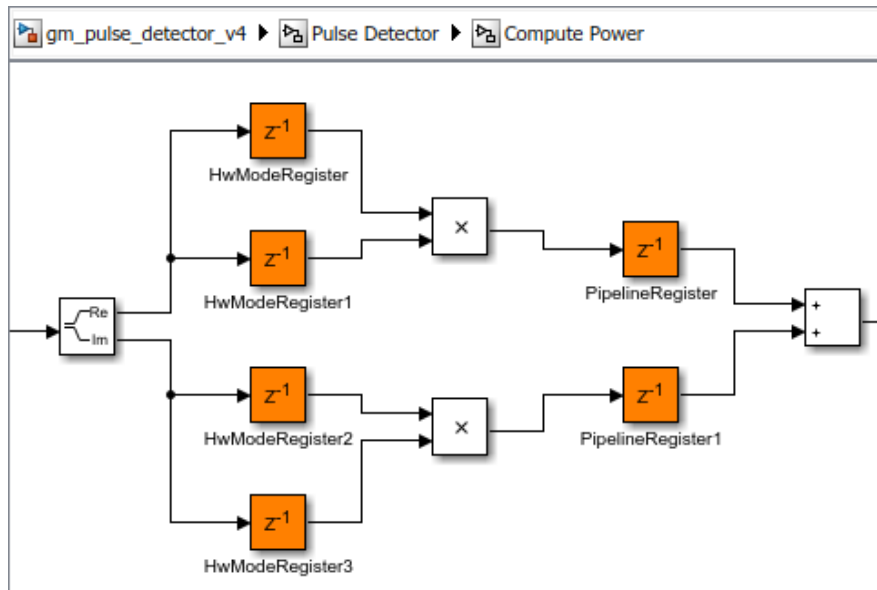 gm_pulse_detector_v4 Pulse Detector Compute Power
z-1
HwModeRegister
×
z-1
HwModeRegister1
z-1
PipelineRegister
Re
Im
+
+
z-1
HwModeRegister2
×
z-1
PipelineRegister1
z-1
HwModeRegister3